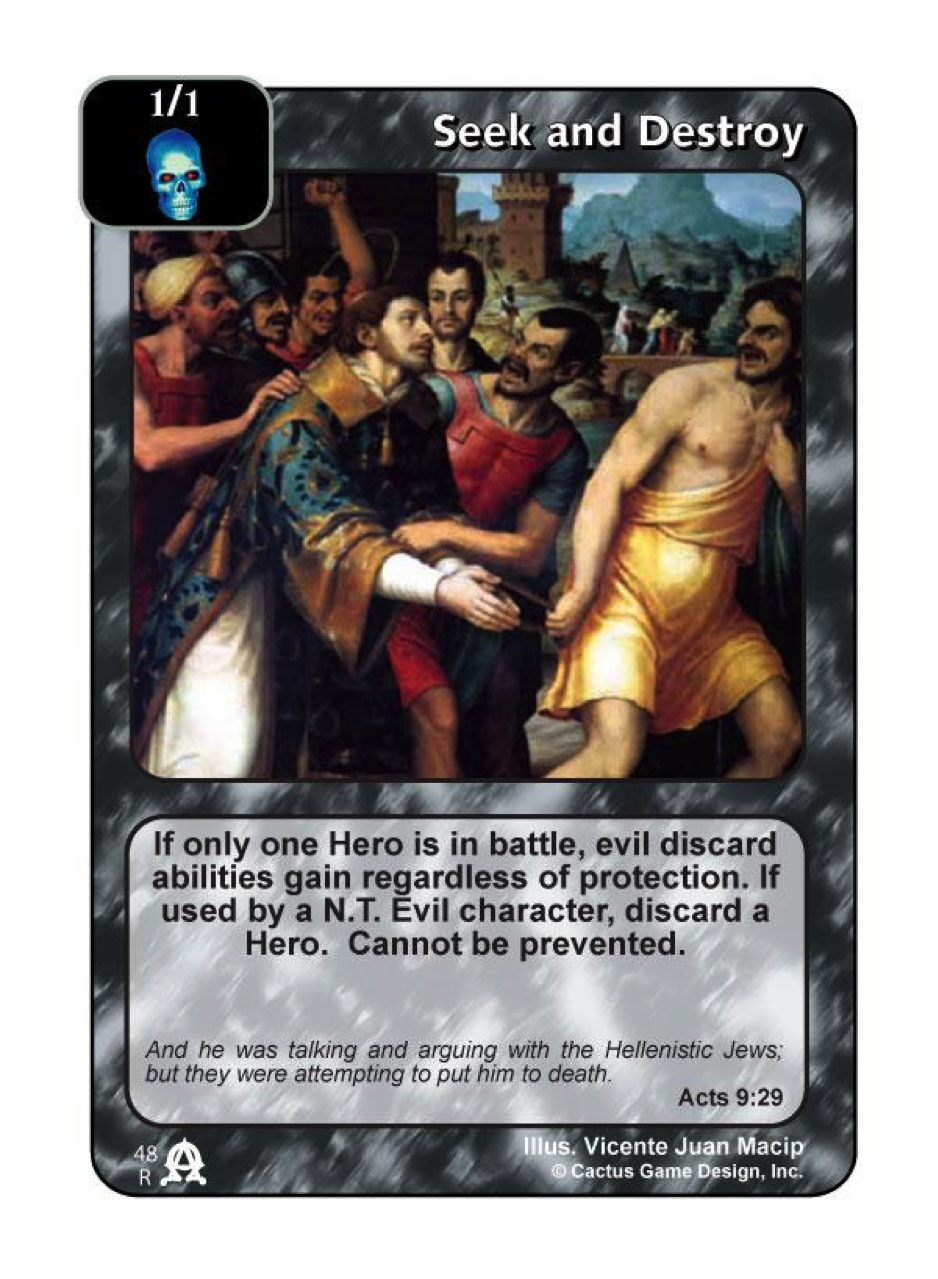 1/1
Seek and Destroy
If only one Hero is in battle, evil discard
abilities gain regardless of protection. If
used by a N.T. Evil character, discard a
Hero.  Cannot be prevented.
And he was talking and arguing with the Hellenistic Jews;
but they were attempting to put him to death.
Acts 9:29
48
R
Illus. Vicente Juan Macip
© Cactus Game Design, Inc.